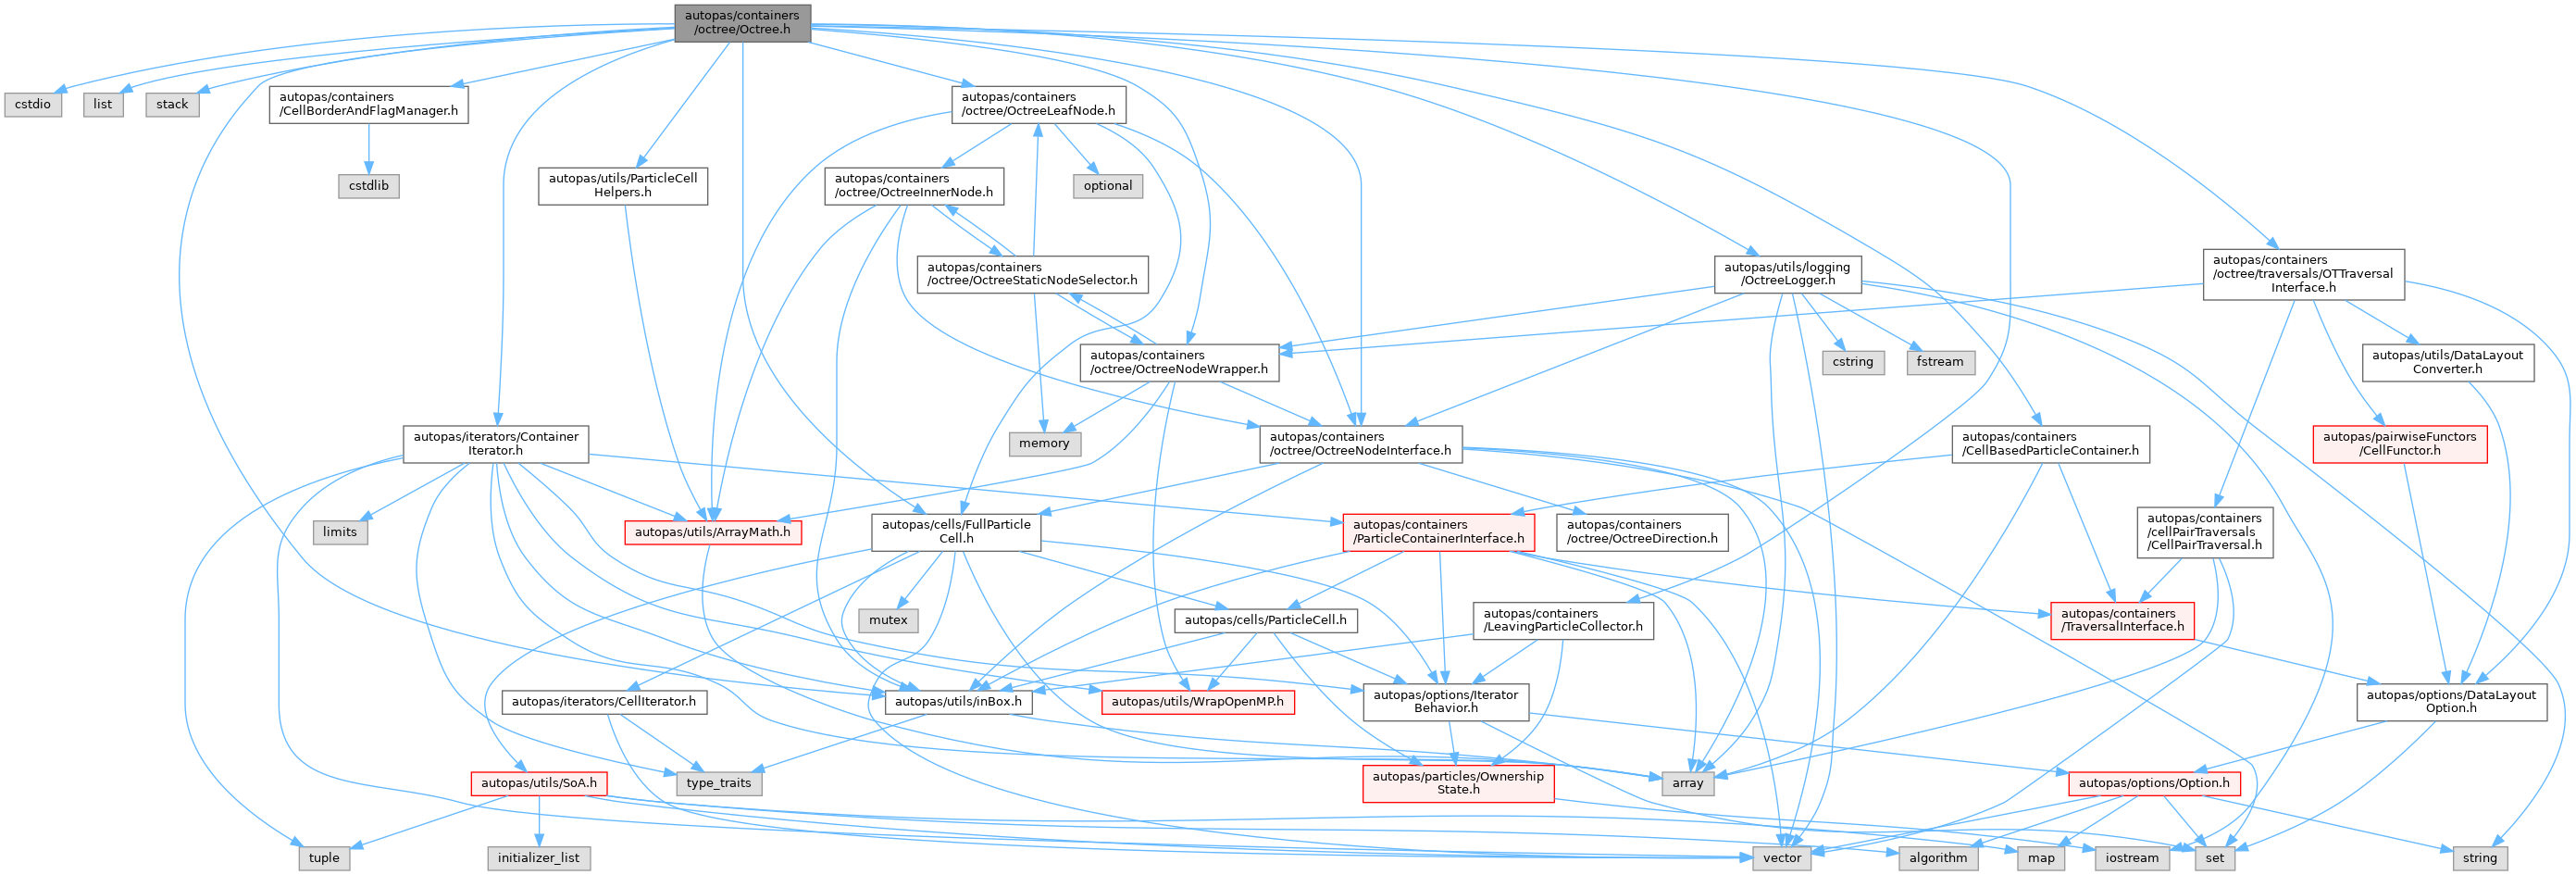 autopas/containers
/octree/Octree.h
cstdio
list
stack
autopas/containers
/CellBorderAndFlagManager.h
autopas/containers
/octree/OctreeLeafNode.h
cstdlib
autopas/utils/ParticleCell
Helpers.h
autopas/containers
/octree/OctreeInnerNode.h
optional
autopas/containers
/octree/OctreeStaticNodeSelector.h
autopas/utils/logging
/OctreeLogger.h
autopas/containers
/octree/traversals/OTTraversal
Interface.h
autopas/containers
/octree/OctreeNodeWrapper.h
cstring
fstream
autopas/utils/DataLayout
Converter.h
autopas/iterators/Container
Iterator.h
memory
autopas/containers
/octree/OctreeNodeInterface.h
autopas/containers
/CellBasedParticleContainer.h
autopas/pairwiseFunctors
/CellFunctor.h
limits
autopas/utils/ArrayMath.h
autopas/cells/FullParticle
Cell.h
autopas/containers
/ParticleContainerInterface.h
autopas/containers
/octree/OctreeDirection.h
autopas/containers
/cellPairTraversals
/CellPairTraversal.h
mutex
autopas/cells/ParticleCell.h
autopas/containers
/LeavingParticleCollector.h
autopas/containers
/TraversalInterface.h
autopas/iterators/CellIterator.h
autopas/utils/inBox.h
autopas/utils/WrapOpenMP.h
autopas/options/Iterator
Behavior.h
autopas/options/DataLayout
Option.h
autopas/utils/SoA.h
type_traits
autopas/particles/Ownership
State.h
array
autopas/options/Option.h
tuple
initializer_list
vector
algorithm
map
iostream
set
string